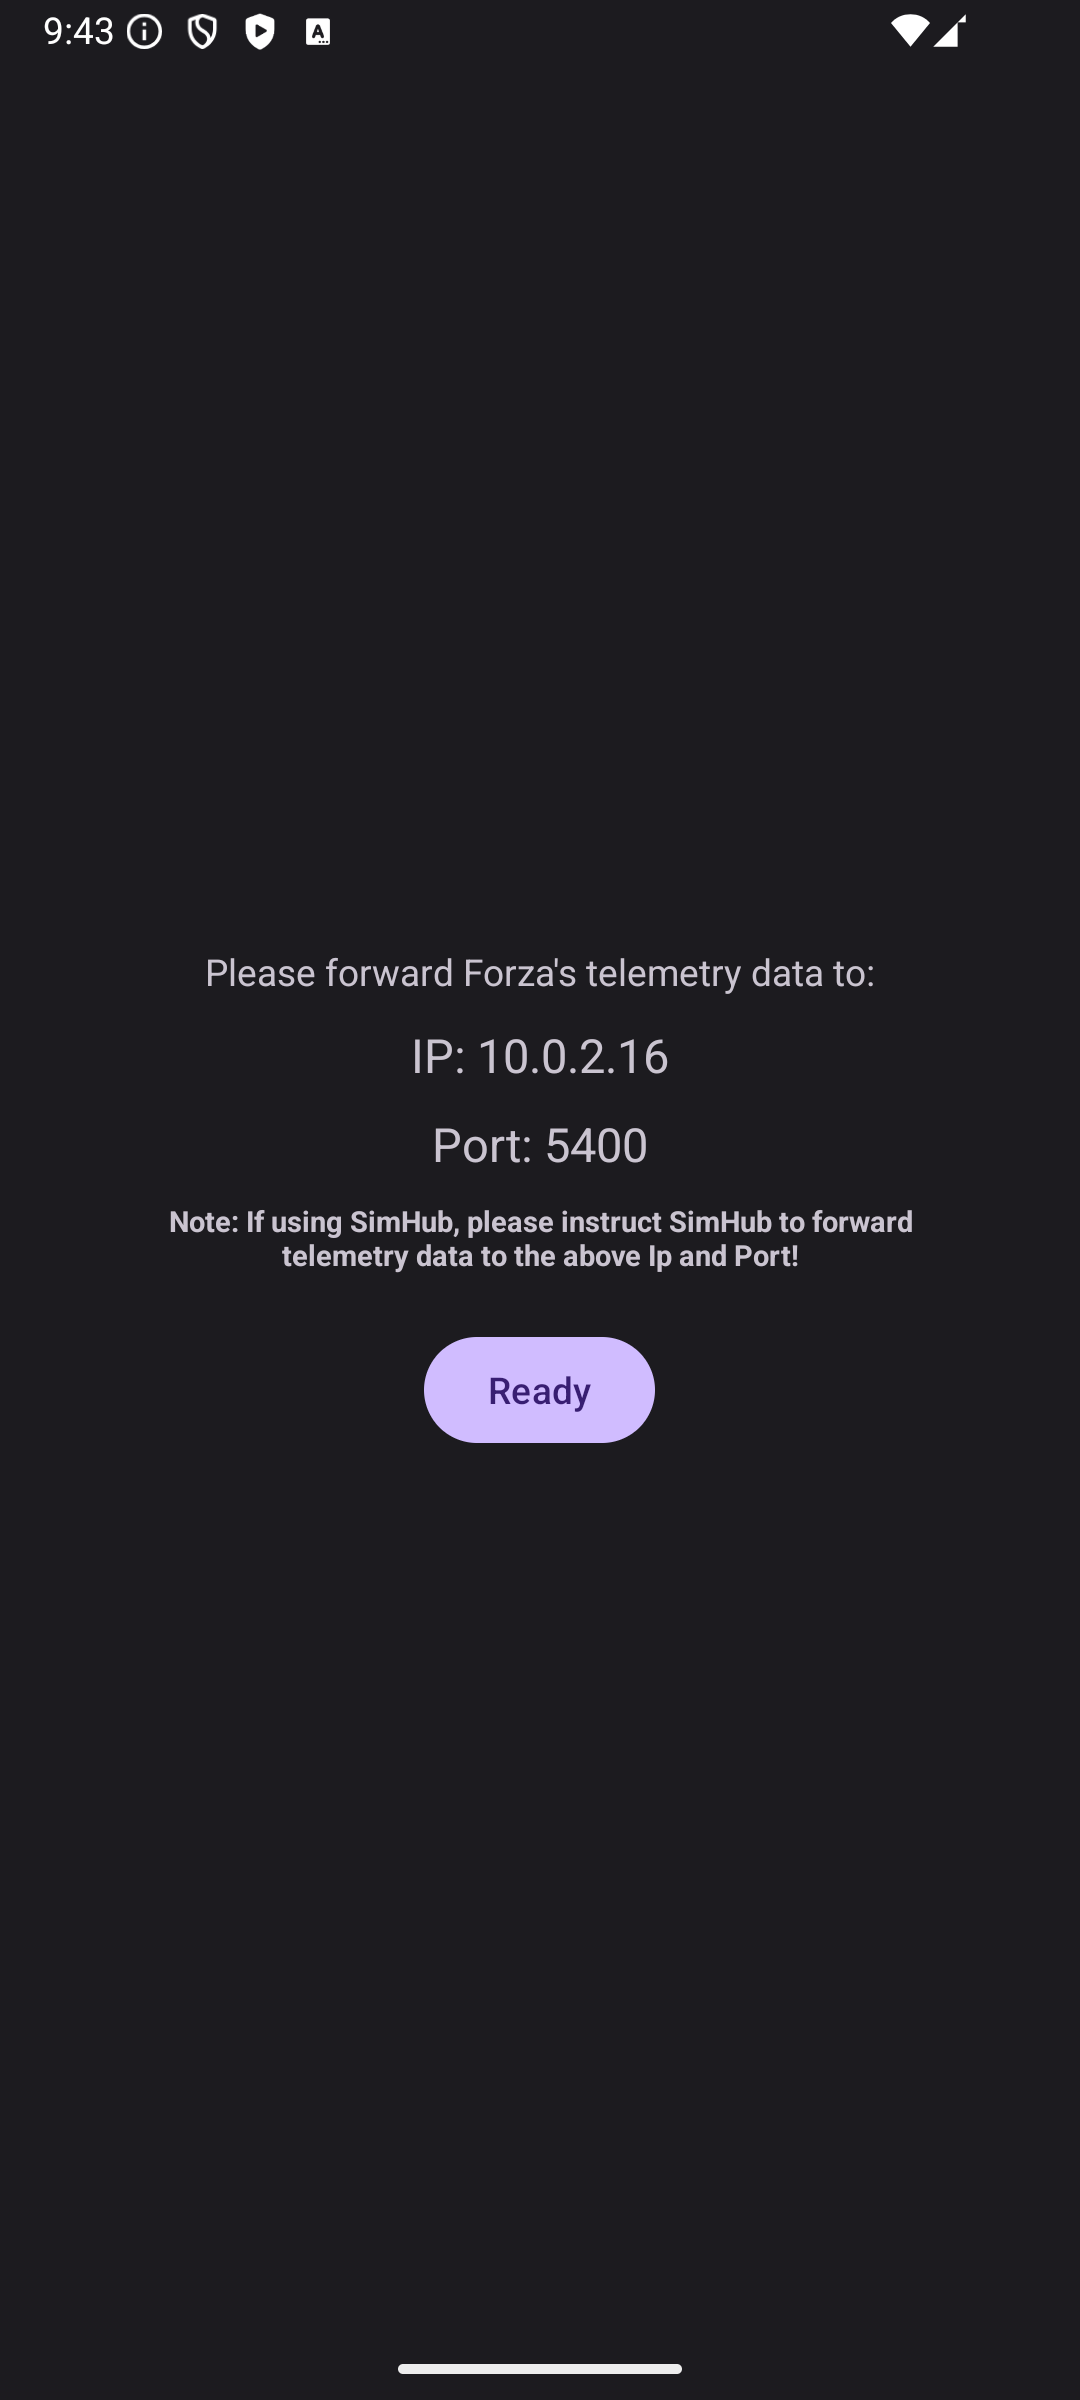 9:43
Please forward Forza's telemetry data to:
IP: 10.0.2.16
Port: 5400
Note: If using SimHub, please instruct SimHub to forward
telemetry data to the above Ip and Port!
Ready